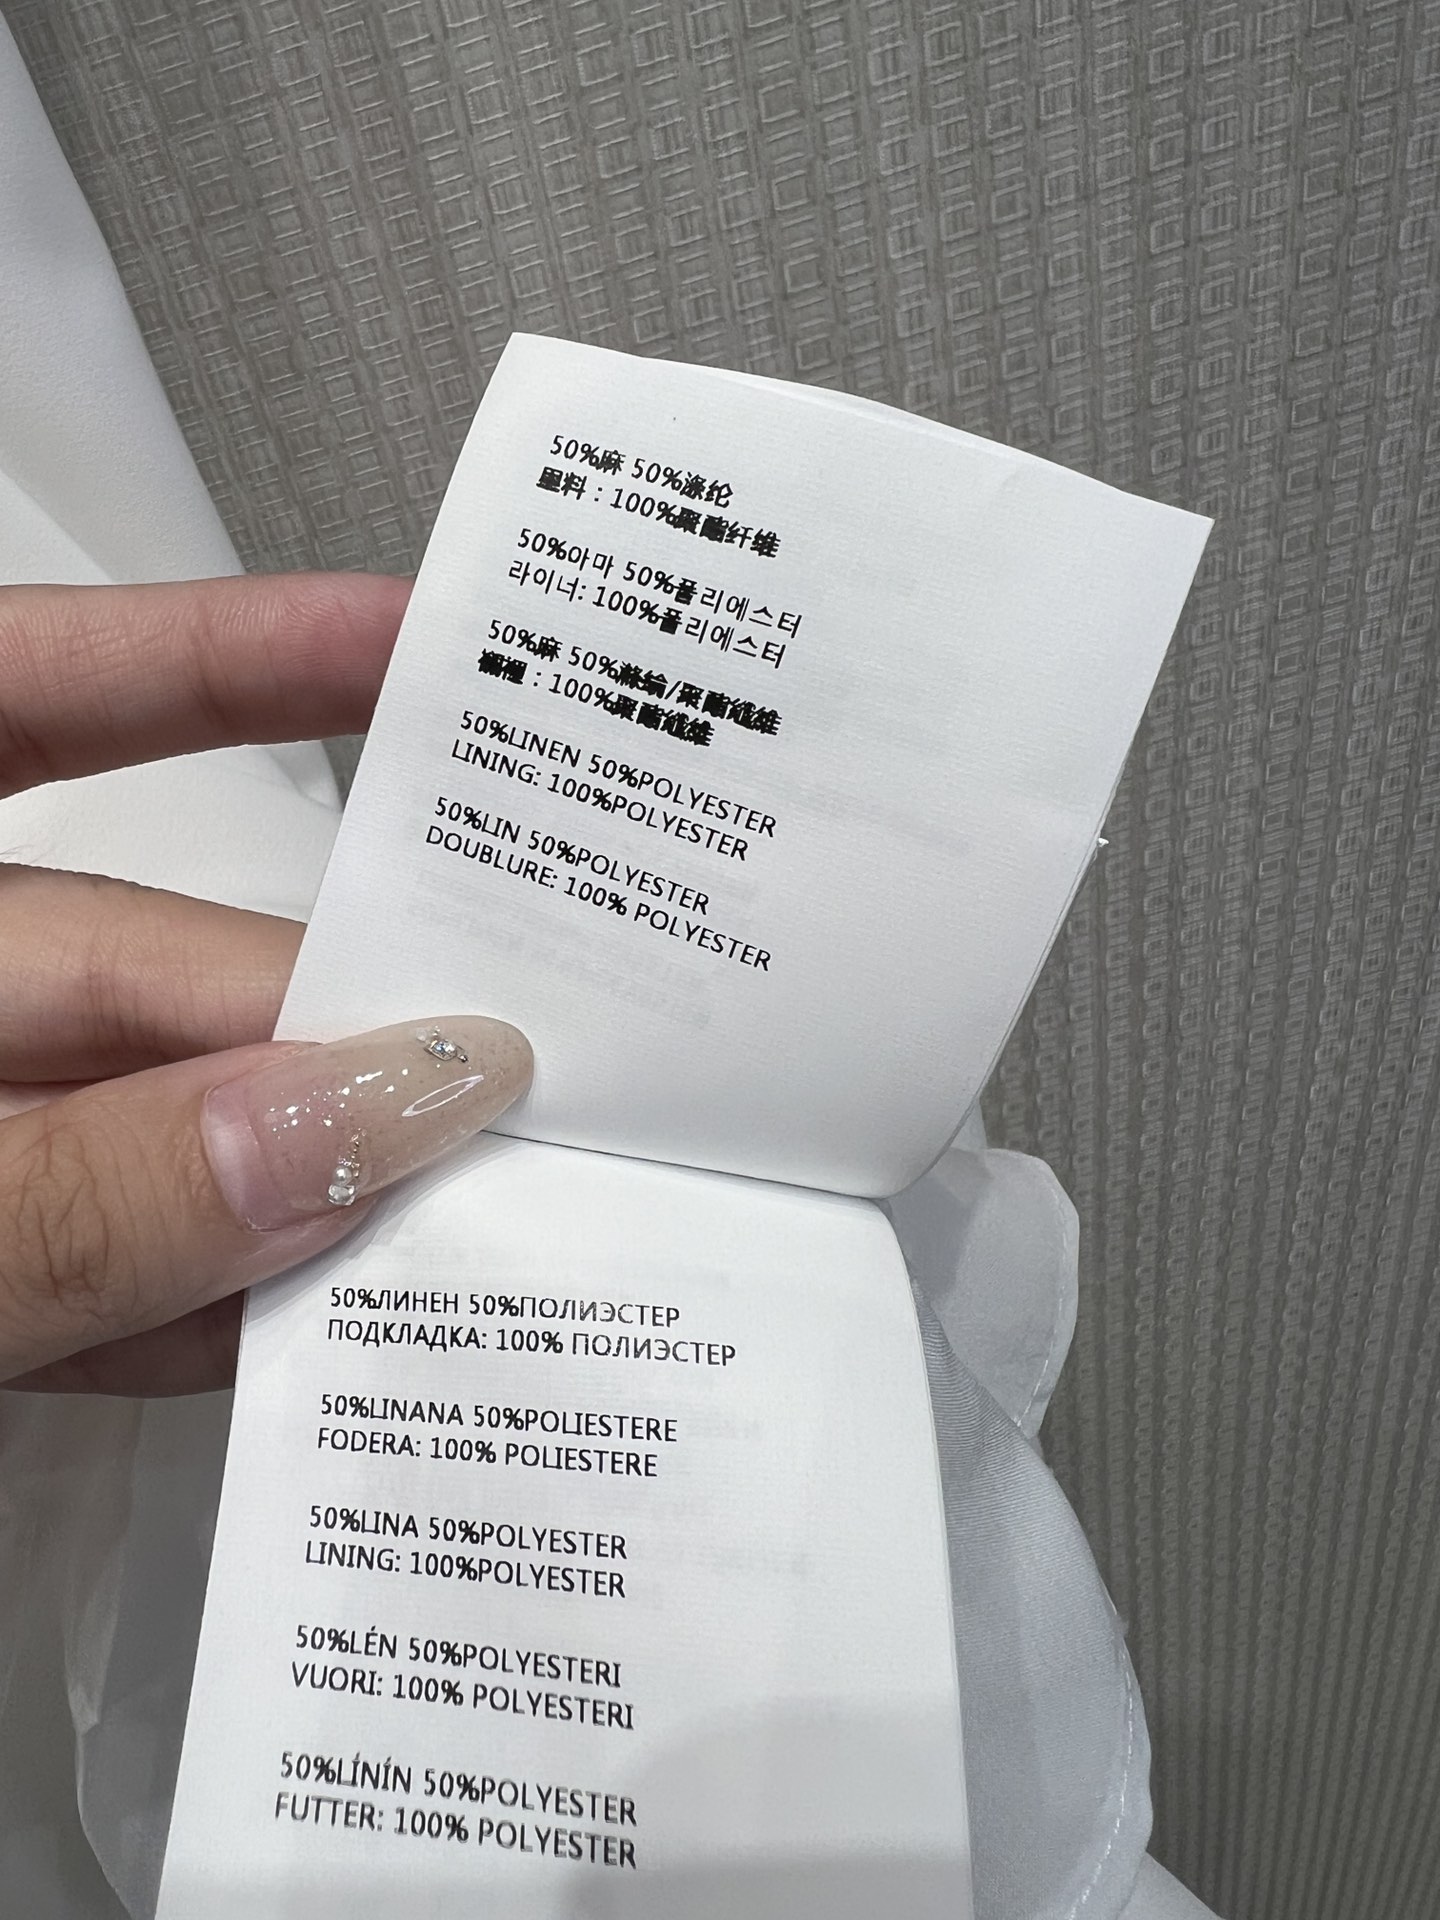 50%麻 50%涤纶
里料：100%聚酯纤维
50%아마 50%폴리에스터
라이너: 100%폴리에스터
50%麻 50%滌綸/聚酯纖維
襯裡：100%聚酯纖維
50%LINEN 50%POLYESTER
LINING: 100%POLYESTER
50%LIN 50%POLYESTER
DOUBLURE: 100% POLYESTER
50%ЛИНЕН 50%ПОЛИЭСТЕР
ПОДКЛАДКА: 100% ПОЛИЭСТЕР
50%LINANA 50%POLIESTERE
FODERA: 100% POLIESTERE
50%LINA 50%POLYESTER
LINING: 100%POLYESTER
50%LÉN 50%POLYESTERI
VUORI: 100% POLYESTERI
50%LÍNÍN 50%POLYESTER
FUTTER: 100% POLYESTER